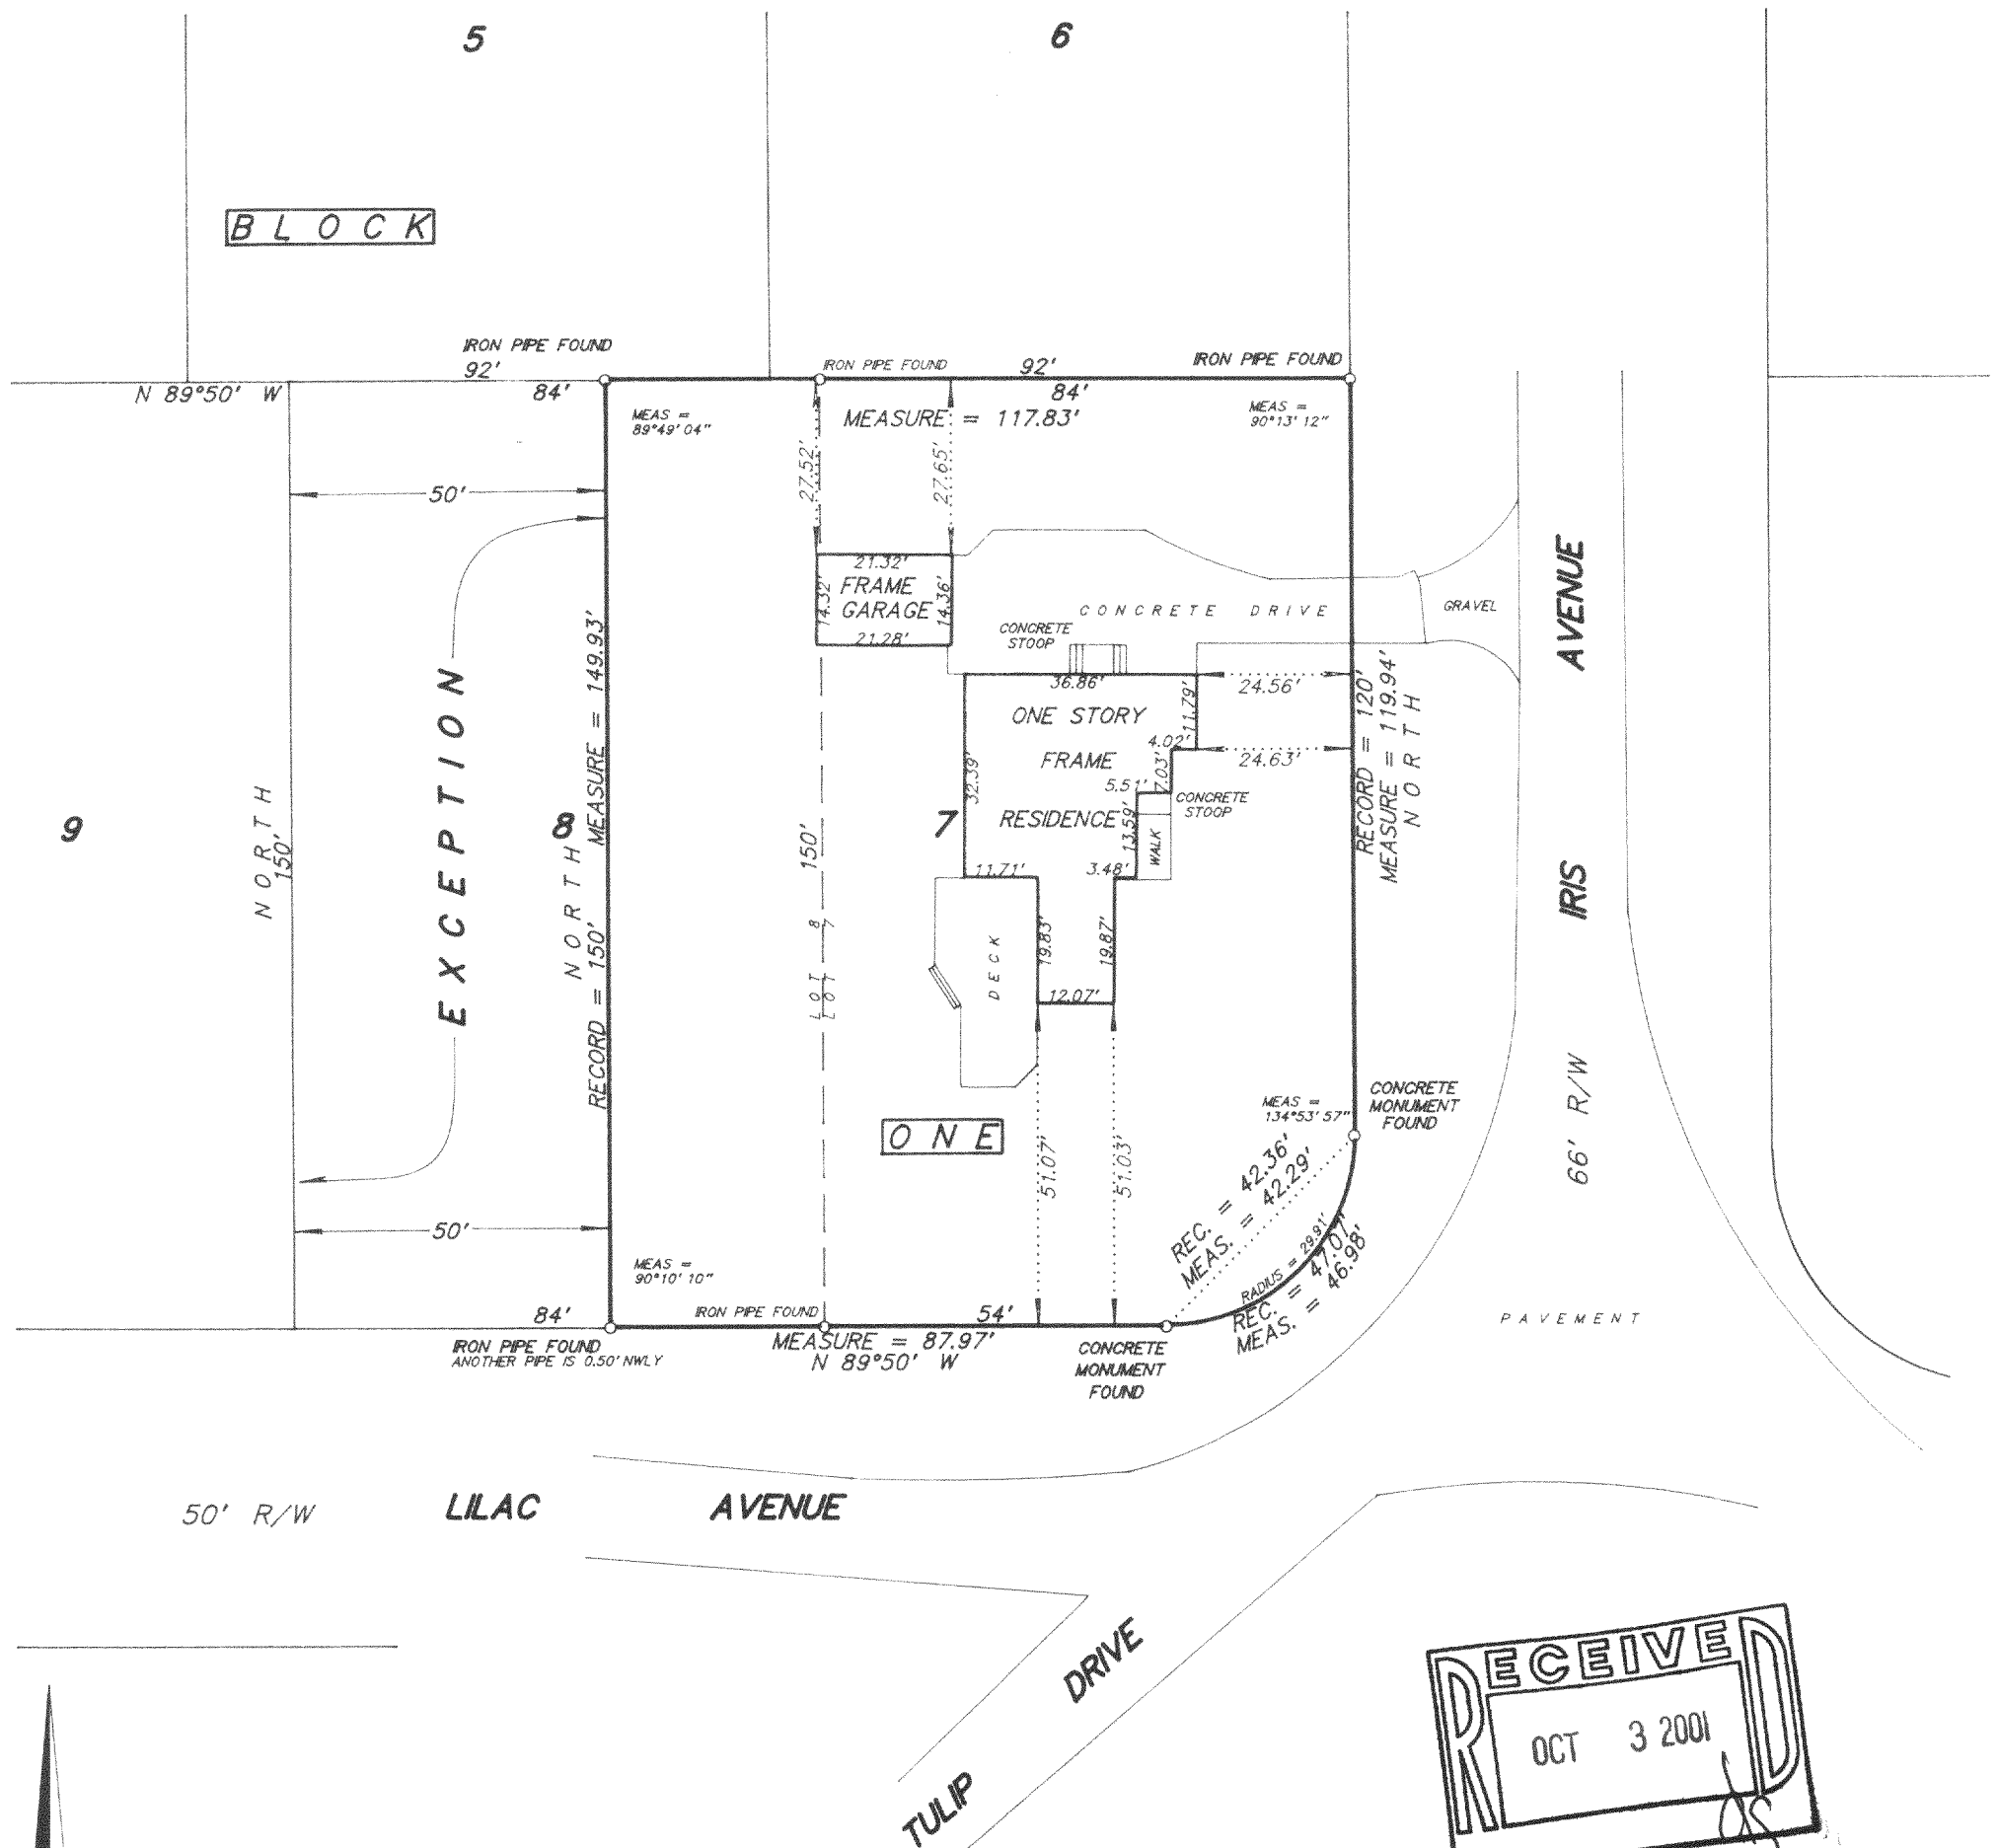 5
6
BLOCK
IRON PIPE FOUND
92'
84'
N 89°50' W
IRON PIPE FOUND
92'
84'
IRON PIPE FOUND
MEAS =
89°49'04"
MEASURE = 117.83'
MEAS =
90°13'12"
50'
27.52'
27.65'
21.32'
14.32'
FRAME
GARAGE
14.36'
21.28'
CONCRETE DRIVE
GRAVEL
CONCRETE
STOOP
36.86'
24.56'
11.79'
ONE STORY
FRAME
RESIDENCE
4.02'
24.63'
7.03'
5.51'
CONCRETE
STOOP
13.59'
WALK
32.39'
11.71'
3.48'
19.83'
19.87'
12.07'
DECK
9
NORTH
150'
EXCEPTION
8
NORTH
RECORD = 150'
MEASURE = 149.93'
150'
LOT 8
LOT 7
7
RECORD = 120'
MEASURE = 119.94'
NORTH
IRIS AVENUE
66' R/W
ONE
51.07'
51.03'
MEAS =
134°53'57"
CONCRETE
MONUMENT
FOUND
REC. = 42.36'
MEAS. = 42.29'
RADIUS = 29.91'
REC. = 47.07'
MEAS. = 46.98'
50'
MEAS =
90°10'10"
84'
IRON PIPE FOUND
54'
IRON PIPE FOUND
ANOTHER PIPE IS 0.50' NWLY
MEASURE = 87.97'
N 89°50' W
CONCRETE
MONUMENT
FOUND
PAVEMENT
50' R/W
LILAC AVENUE
TULIP DRIVE
RECEIVED
OCT 3 2001